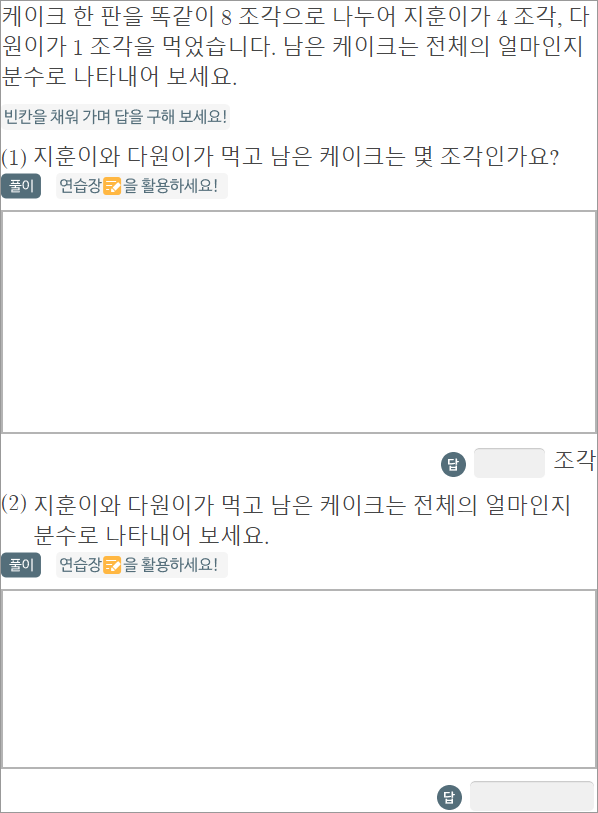 케이크 한 판을 똑같이 8 조각으로 나누어 지훈이가 4 조각, 다
원이가 1 조각을 먹었습니다. 남은 케이크는 전체의 얼마인지
분수로 나타내어 보세요.
빈칸을 채워 가며 답을 구해 보세요!
(1) 지훈이와 다원이가 먹고 남은 케이크는 몇 조각인가요?
풀이 연습장을 활용하세요!
답 조각
(2) 지훈이와 다원이가 먹고 남은 케이크는 전체의 얼마인지
분수로 나타내어 보세요.
풀이 연습장을 활용하세요!
답